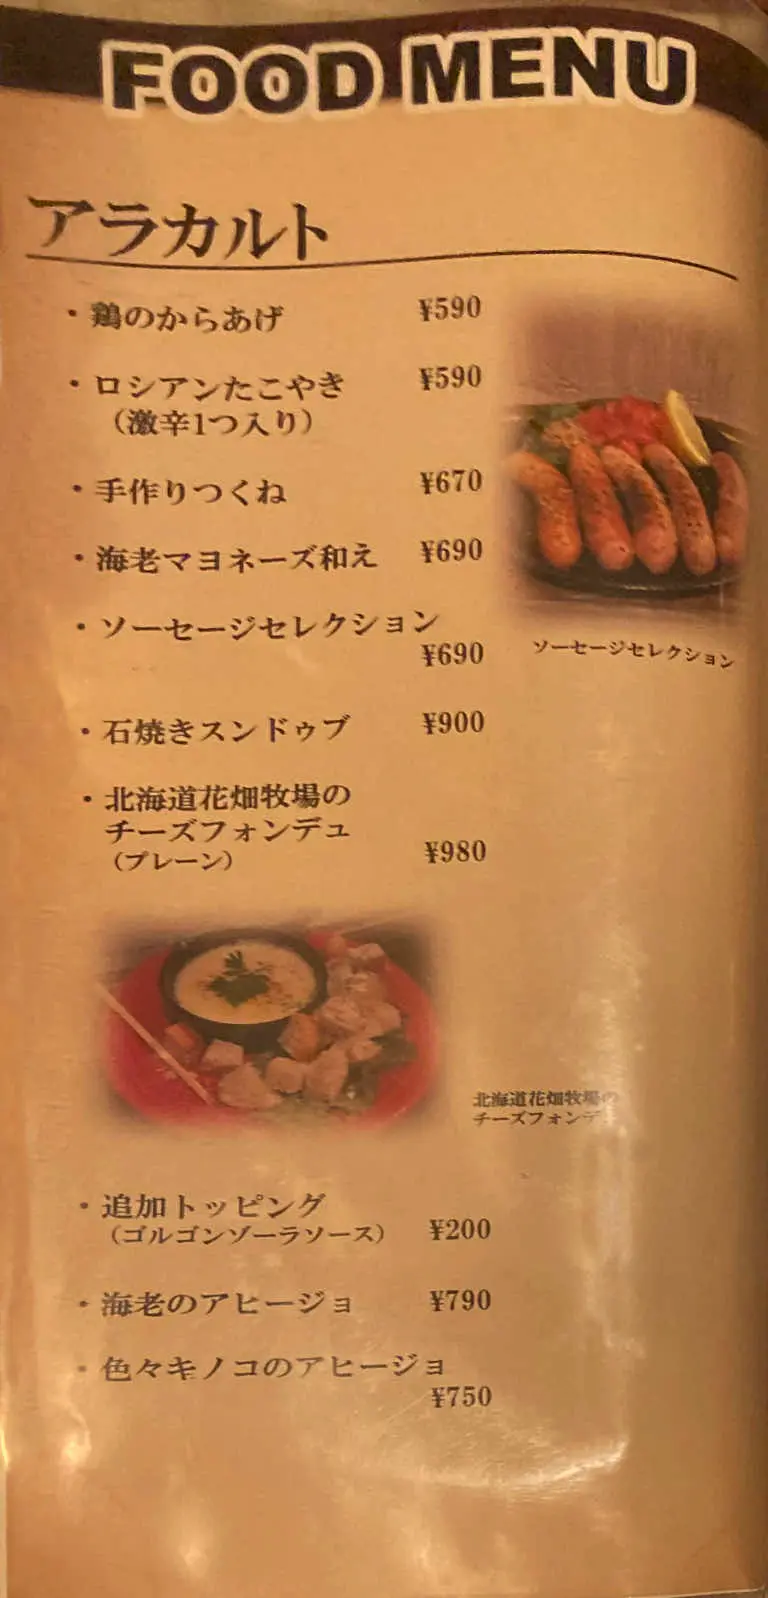 FOOD MENU
アラカルト
・鶏のからあげ ¥590
・ロシアンたこやき ¥590
（激辛1つ入り）
・手作りつくね ¥670
・海老マヨネーズ和え ¥690
・ソーセージセレクション
¥690
ソーセージセレクション
・石焼きスンドゥブ ¥900
・北海道花畑牧場の
チーズフォンデュ
（プレーン） ¥980
北海道花畑牧場の
チーズフォンデ
・追加トッピング
（ゴルゴンゾーラソース） ¥200
・海老のアヒージョ ¥790
・色々キノコのアヒージョ
¥750